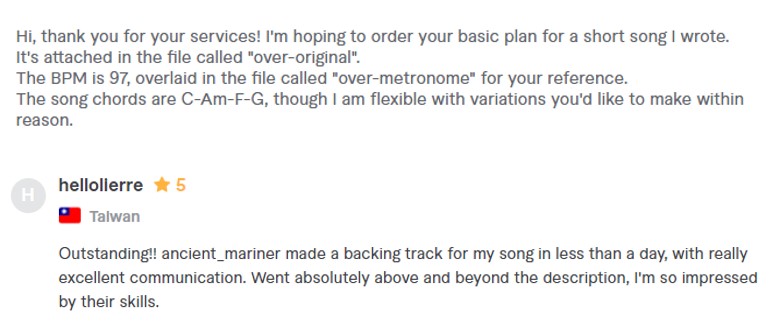 Hi, thank you for your services! I'm hoping to order your basic plan for a short song I wrote.
It's attached in the file called "over-original".
The BPM is 97, overlaid in the file called "over-metronome" for your reference.
The song chords are C-Am-F-G, though I am flexible with variations you'd like to make within
reason.
H
hellollerre 5
Taiwan
Outstanding!! ancient_mariner made a backing track for my song in less than a day, with really
excellent communication. Went absolutely above and beyond the description, I'm so impressed
by their skills.